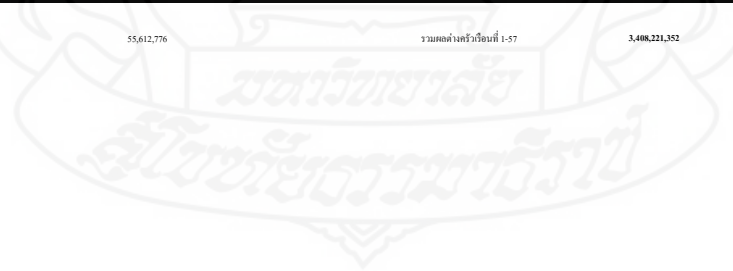 55,612,776 รวมผลต่างครัวเรือนที่ 1-57 3,408,221,352
มหาวิทยาลัย
สุโขทัยธรรมาธิราช